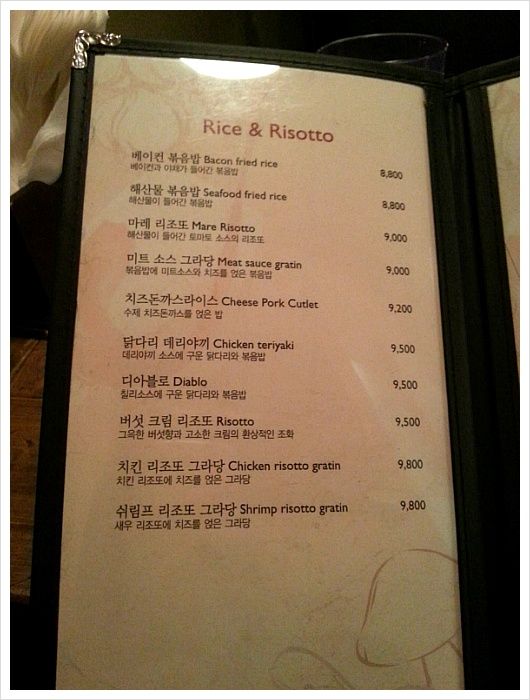 Rice & Risotto
베이컨 볶음밥 Bacon fried rice 8,800
베이컨과 야채가 들어간 볶음밥
해산물 볶음밥 Seafood fried rice 8,800
해산물이 들어간 볶음밥
마레 리조또 Mare Risotto 9,000
해산물이 들어간 토마토 소스의 리조또
미트 소스 그라당 Meat sauce gratin 9,000
볶음밥에 미트소스와 치즈를 얹은 볶음밥
치즈돈까스라이스 Cheese Pork Cutlet 9,200
수제 치즈돈까스를 얹은 밥
닭다리 데리야끼 Chicken teriyaki 9,500
데리야끼 소스에 구운 닭다리와 볶음밥
디아블로 Diablo 9,500
칠리소스에 구운 닭다리와 볶음밥
버섯 크림 리조또 Risotto 9,500
그윽한 버섯향과 고소한 크림의 환상적인 조화
치킨 리조또 그라당 Chicken risotto gratin 9,800
치킨 리조또에 치즈를 얹은 그라당
쉬림프 리조또 그라당 Shrimp risotto gratin 9,800
새우 리조또에 치즈를 얹은 그라당